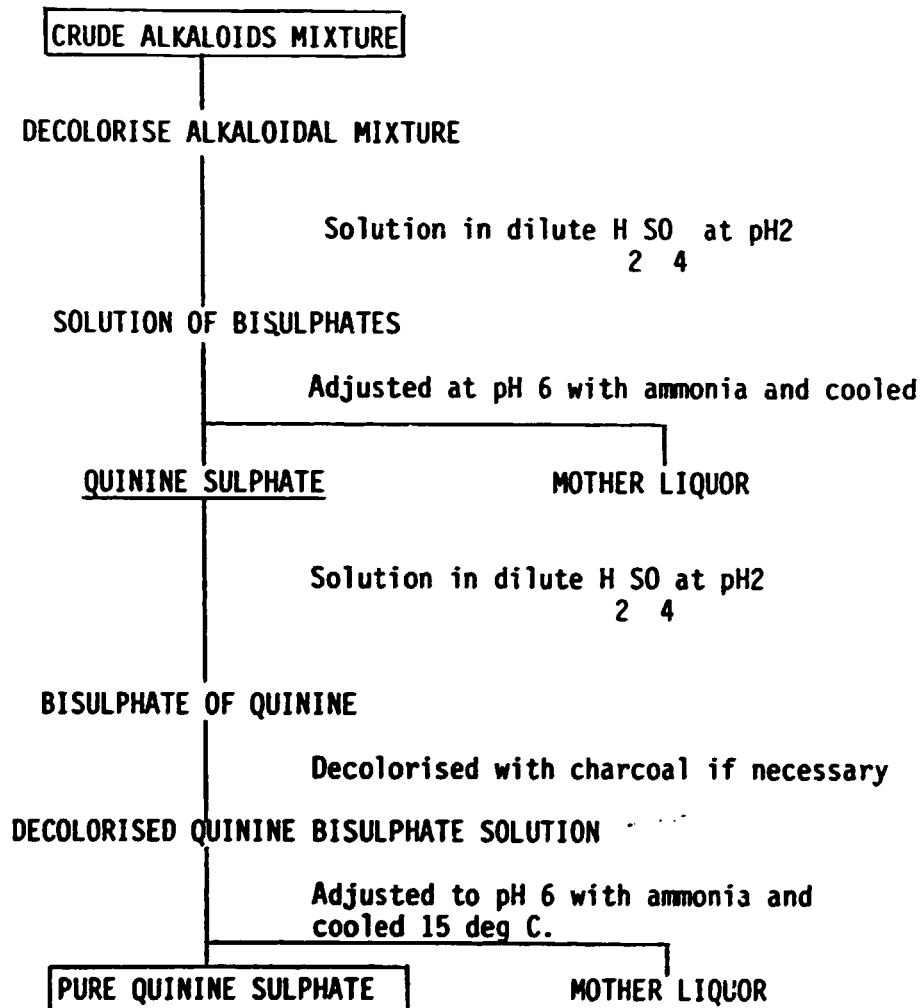 CRUDE ALKALOIDS MIXTURE
DECOLORISE ALKALOIDAL MIXTURE
Solution in dilute H SO at pH2
2 4
SOLUTION OF BISULPHATES
Adjusted at pH 6 with ammonia and cooled
QUININE SULPHATE MOTHER LIQUOR
Solution in dilute H SO at pH2
2 4
BISULPHATE OF QUININE
Decolorised with charcoal if necessary
DECOLORISED QUININE BISULPHATE SOLUTION
Adjusted to pH 6 with ammonia and
cooled 15 deg C.
PURE QUININE SULPHATE MOTHER LIQUOR